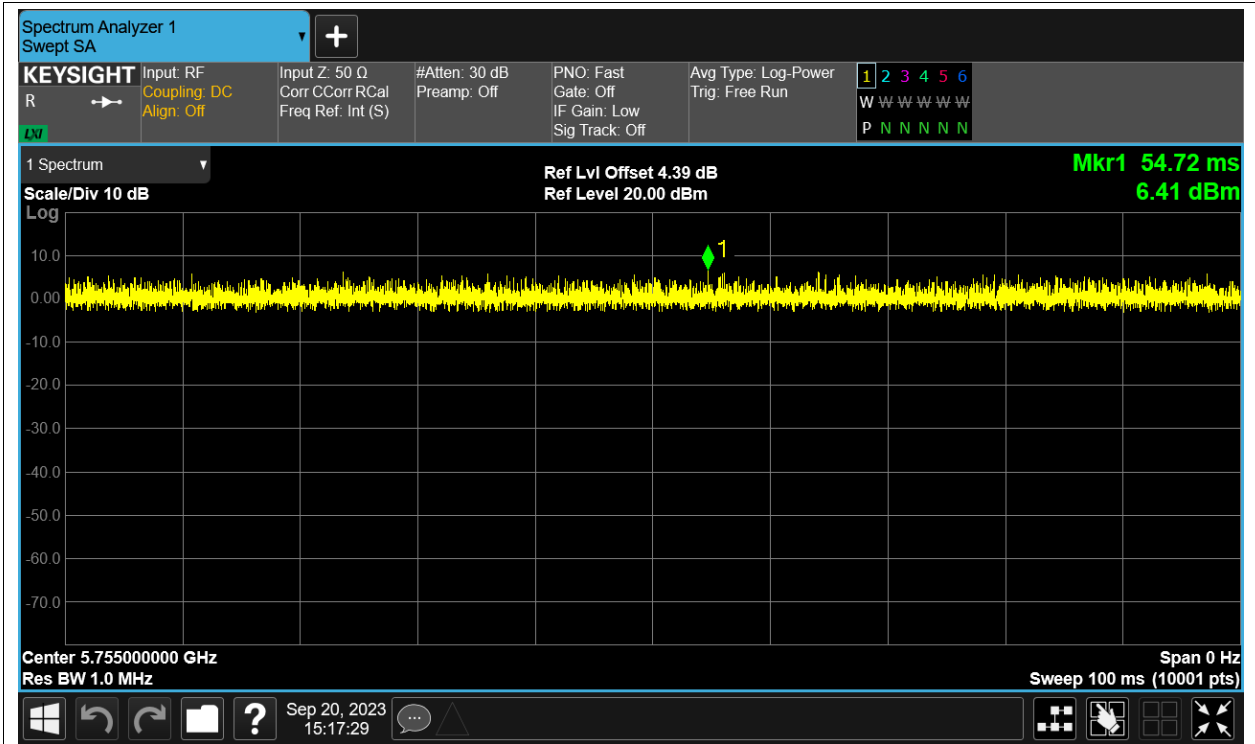 Spectrum Analyzer 1
Swept SA
KEYSIGHT
R
LXI
Input: RF
Coupling: DC
Align: Off
Input Z: 50 Ω
Corr CCorr RCal
Freq Ref: Int (S)
#Atten: 30 dB
Preamp: Off
PNO: Fast
Gate: Off
IF Gain: Low
Sig Track: Off
Avg Type: Log-Power
Trig: Free Run
1 2 3 4 5 6
W W W W W W
P N N N N N
1 Spectrum
Scale/Div 10 dB
Ref Lvl Offset 4.39 dB
Ref Level 20.00 dBm
Mkr1 54.72 ms
6.41 dBm
Log
1
10.0
0.00
-10.0
-20.0
-30.0
-40.0
-50.0
-60.0
-70.0
Center 5.755000000 GHz
Res BW 1.0 MHz
Span 0 Hz
Sweep 100 ms (10001 pts)
?
Sep 20, 2023
15:17:29